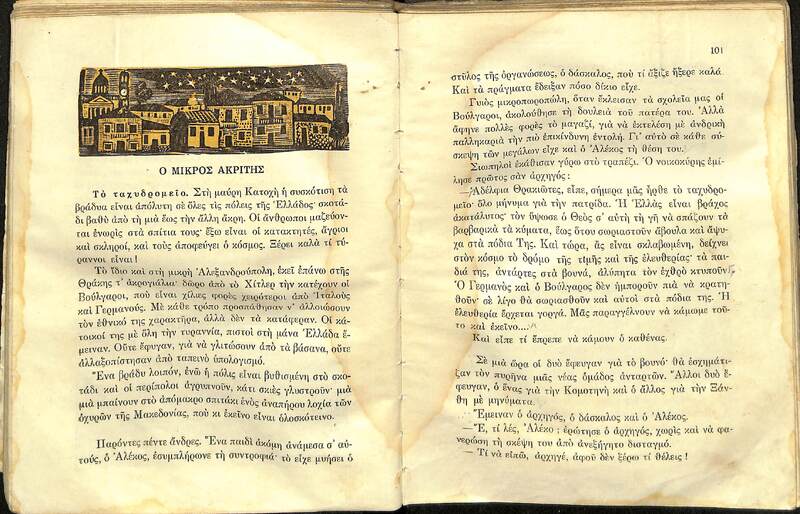 Ο ΜΙΚΡΟΣ ΑΚΡΙΤΗΣ
Τὸ ταχυδρομεῖο. Στὴ μαύρη Κατοχὴ ἡ συσκότιση τὰ
βράδυα εἶναι ἀπόλυτη σὲ ὅλες τὶς πόλεις τῆς Ἑλλάδος· σκοτά-
δι βαθὺ ἀπὸ τὴ μιὰ ἕως τὴν ἄλλη ἄκρη. Οἱ ἄνθρωποι μαζεύον-
ται ἐνωρὶς στὰ σπίτια τους· ἔξω εἶναι οἱ κατακτητές, ἄγριοι
καὶ σκληροί, καὶ τοὺς ἀποφεύγει ὁ κόσμος. Ξέρει καλὰ τί τύ-
ραννοι εἶναι!
Τὸ ἴδιο καὶ στὴ μικρὴ Ἀλεξανδρούπολη, ἐκεῖ ἐπάνω στῆς
Θράκης τ' ἀκρογιάλια· δῶρο ἀπὸ τὸ Χίτλερ τὴν κατέχουν οἱ
Βούλγαροι, ποὺ εἶναι χίλιες φορὲς χειρότεροι ἀπὸ Ἰταλοὺς
καὶ Γερμανούς. Μὲ κάθε τρόπο προσπάθησαν ν' ἀλλοιώσουν
τὸν ἐθνικό της χαρακτήρα, ἀλλὰ δὲν τὰ κατάφεραν. Οἱ κά-
τοικοί της μὲ ὅλη τὴν τυραννία, πιστοὶ στὴ μάνα Ἑλλάδα ἔ-
μειναν. Οὔτε ἔφυγαν, γιὰ νὰ γλιτώσουν ἀπὸ τὰ βάσανα, οὔτε
ἀλλαξοπίστησαν ἀπὸ ταπεινὸ ὑπολογισμό.
Ἕνα βράδυ λοιπόν, ἐνῶ ἡ πόλις εἶναι βυθισμένη στὸ σκο-
τάδι καὶ οἱ περίπολοι ἀγρυπνοῦν, κάτι σκιὲς γλυστροῦν· μιὰ
μιὰ μπαίνουν στὸ ἀπόμακρο σπιτάκι ἑνὸς ἀναπήρου λοχία τῶν
ὀχυρῶν τῆς Μακεδονίας, ποὺ κι ἐκεῖνο εἶναι ὁλοσκότεινο.
Παρόντες πέντε ἄνδρες. Ἕνα παιδὶ ἀκόμη ἀνάμεσα σ' αὐ-
τούς, ὁ Ἀλέκος, ἐσυμπλήρωνε τὴ συντροφιά· τὸ εἶχε μυήσει ὁ
101
στῦλος τῆς ὀργανώσεως, ὁ δάσκαλος, ποὺ τί ἄξιζε ἤξερε καλά.
Καὶ τὰ πράγματα ἔδειξαν πόσο δίκιο εἶχε.
Γυιὸς μικροπωρολη, ὅταν ἔκλεισαν τὰ σχολεῖα μας οἱ
Βούλγαροι, ἀκολούθησε τὴ δουλειὰ τοῦ πατέρα του. Ἀλλὰ
ἄφηνε πολλὲς φορὲς τὸ μαγαζί, γιὰ νὰ ἐκτελέση μὲ ἀνδρικὴ
παλληκαριὰ τὴν πιὸ ἐπικίνδυνη ἐντολή. Γι' αὐτὸ σὲ κάθε σύ-
σκεψη τῶν μεγάλων εἶχε καὶ ὁ Ἀλέκος τὴ θέση του.
Σιωπηλοὶ ἐκάθισαν γύρω στὸ τραπέζι. Ὁ νοικοκύρης ἐμί-
λησε πρῶτος σὰν ἀρχηγός:
—Ἀδέλφια Θρακιῶτες, εἶπε, σήμερα μᾶς ἦρθε τὸ ταχυδρο-
μεῖο· ὅλο μήνυμα γιὰ τὴν πατρίδα. Ἡ Ἑλλὰς εἶναι βράχος
ἀκατάλυτος· τὸν ὕψωσε ὁ Θεὸς σ' αὐτὴ τὴ γῆ νὰ σπάζουν τὰ
βαρβαρικὰ τὰ κύματα, ἕως ὅτου σωριαστοῦν ἄβουλα καὶ ἄψυ-
χα στὰ πόδια Της. Καὶ τώρα, ἂς εἶναι σκλαβωμένη, δείχνει
στὸν κόσμο τὸ δρόμο τῆς τιμῆς καὶ τῆς ἐλευθερίας· τὰ παι-
διά της, ἀντάρτες στὰ βουνά, ἀλύπητα τὸν ἐχθρὸ κτυποῦν.
Ὁ Γερμανὸς καὶ ὁ Βούλγαρος δὲν ἠμποροῦν πιὰ νὰ κρατη-
θοῦν· σὲ λίγο θὰ σωριασθοῦν καὶ αὐτοὶ στὰ πόδια της. Ἡ
ἐλευθερία ἔρχεται γοργά. Μᾶς παραγγέλνουν νὰ κάμωμε τοῦ-
το καὶ ἐκεῖνο....
Καὶ εἶπε τί ἔπρεπε νὰ κάμουν ὁ καθένας.
Σὲ μιὰ ὥρα οἱ δυὸ ἔφευγαν γιὰ τὸ βουνό· θὰ ἐσχημάτι-
ζαν τὸν πυρῆνα μιᾶς νέας ὁμάδος ἀνταρτῶν. Ἄλλοι δυὸ ἔ-
φευγαν, ὁ ἕνας γιὰ τὴν Κομοτηνὴ καὶ ὁ ἄλλος γιὰ τὴν Ξάν-
θη μὲ μηνύματα.
Ἔμειναν ὁ ἀρχηγός, ὁ δάσκαλος καὶ ὁ Ἀλέκος.
—Ἔ, τί λές, Ἀλέκο; ἐρώτησε ὁ ἀρχηγός, χωρὶς καὶ νὰ φα-
νερώση τὴ σκέψη του ἀπὸ ἀνεξήγητο δισταγμό.
— Τί νὰ εἰπῶ, ἀρχηγέ, ἀφοῦ δὲν ξέρω τί θέλεις!